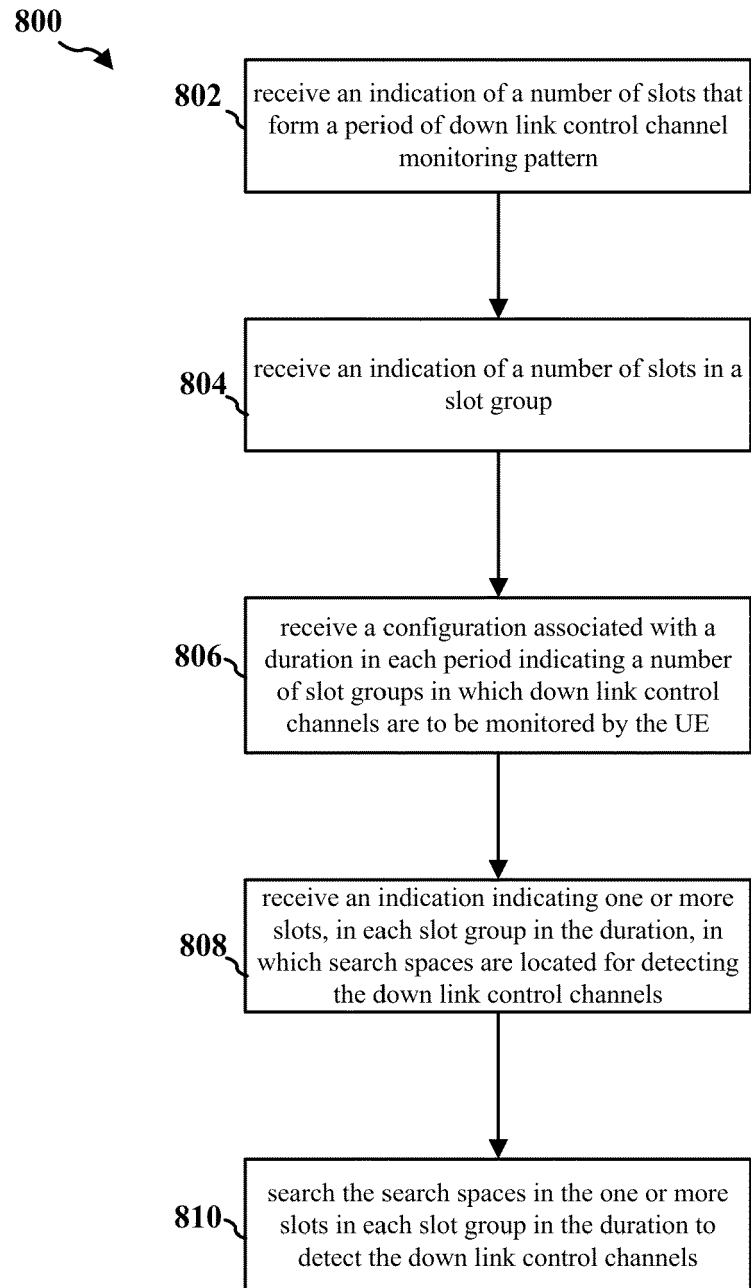 800
802
receive an indication of a number of slots that
form a period of down link control channel
monitoring pattern
804
receive an indication of a number of slots in a
slot group
806
receive a configuration associated with a
duration in each period indicating a number
of slot groups in which down link control
channels are to be monitored by the UE
808
receive an indication indicating one or more
slots, in each slot group in the duration, in
which search spaces are located for detecting
the down link control channels
810
search the search spaces in the one or more
slots in each slot group in the duration to
detect the down link control channels